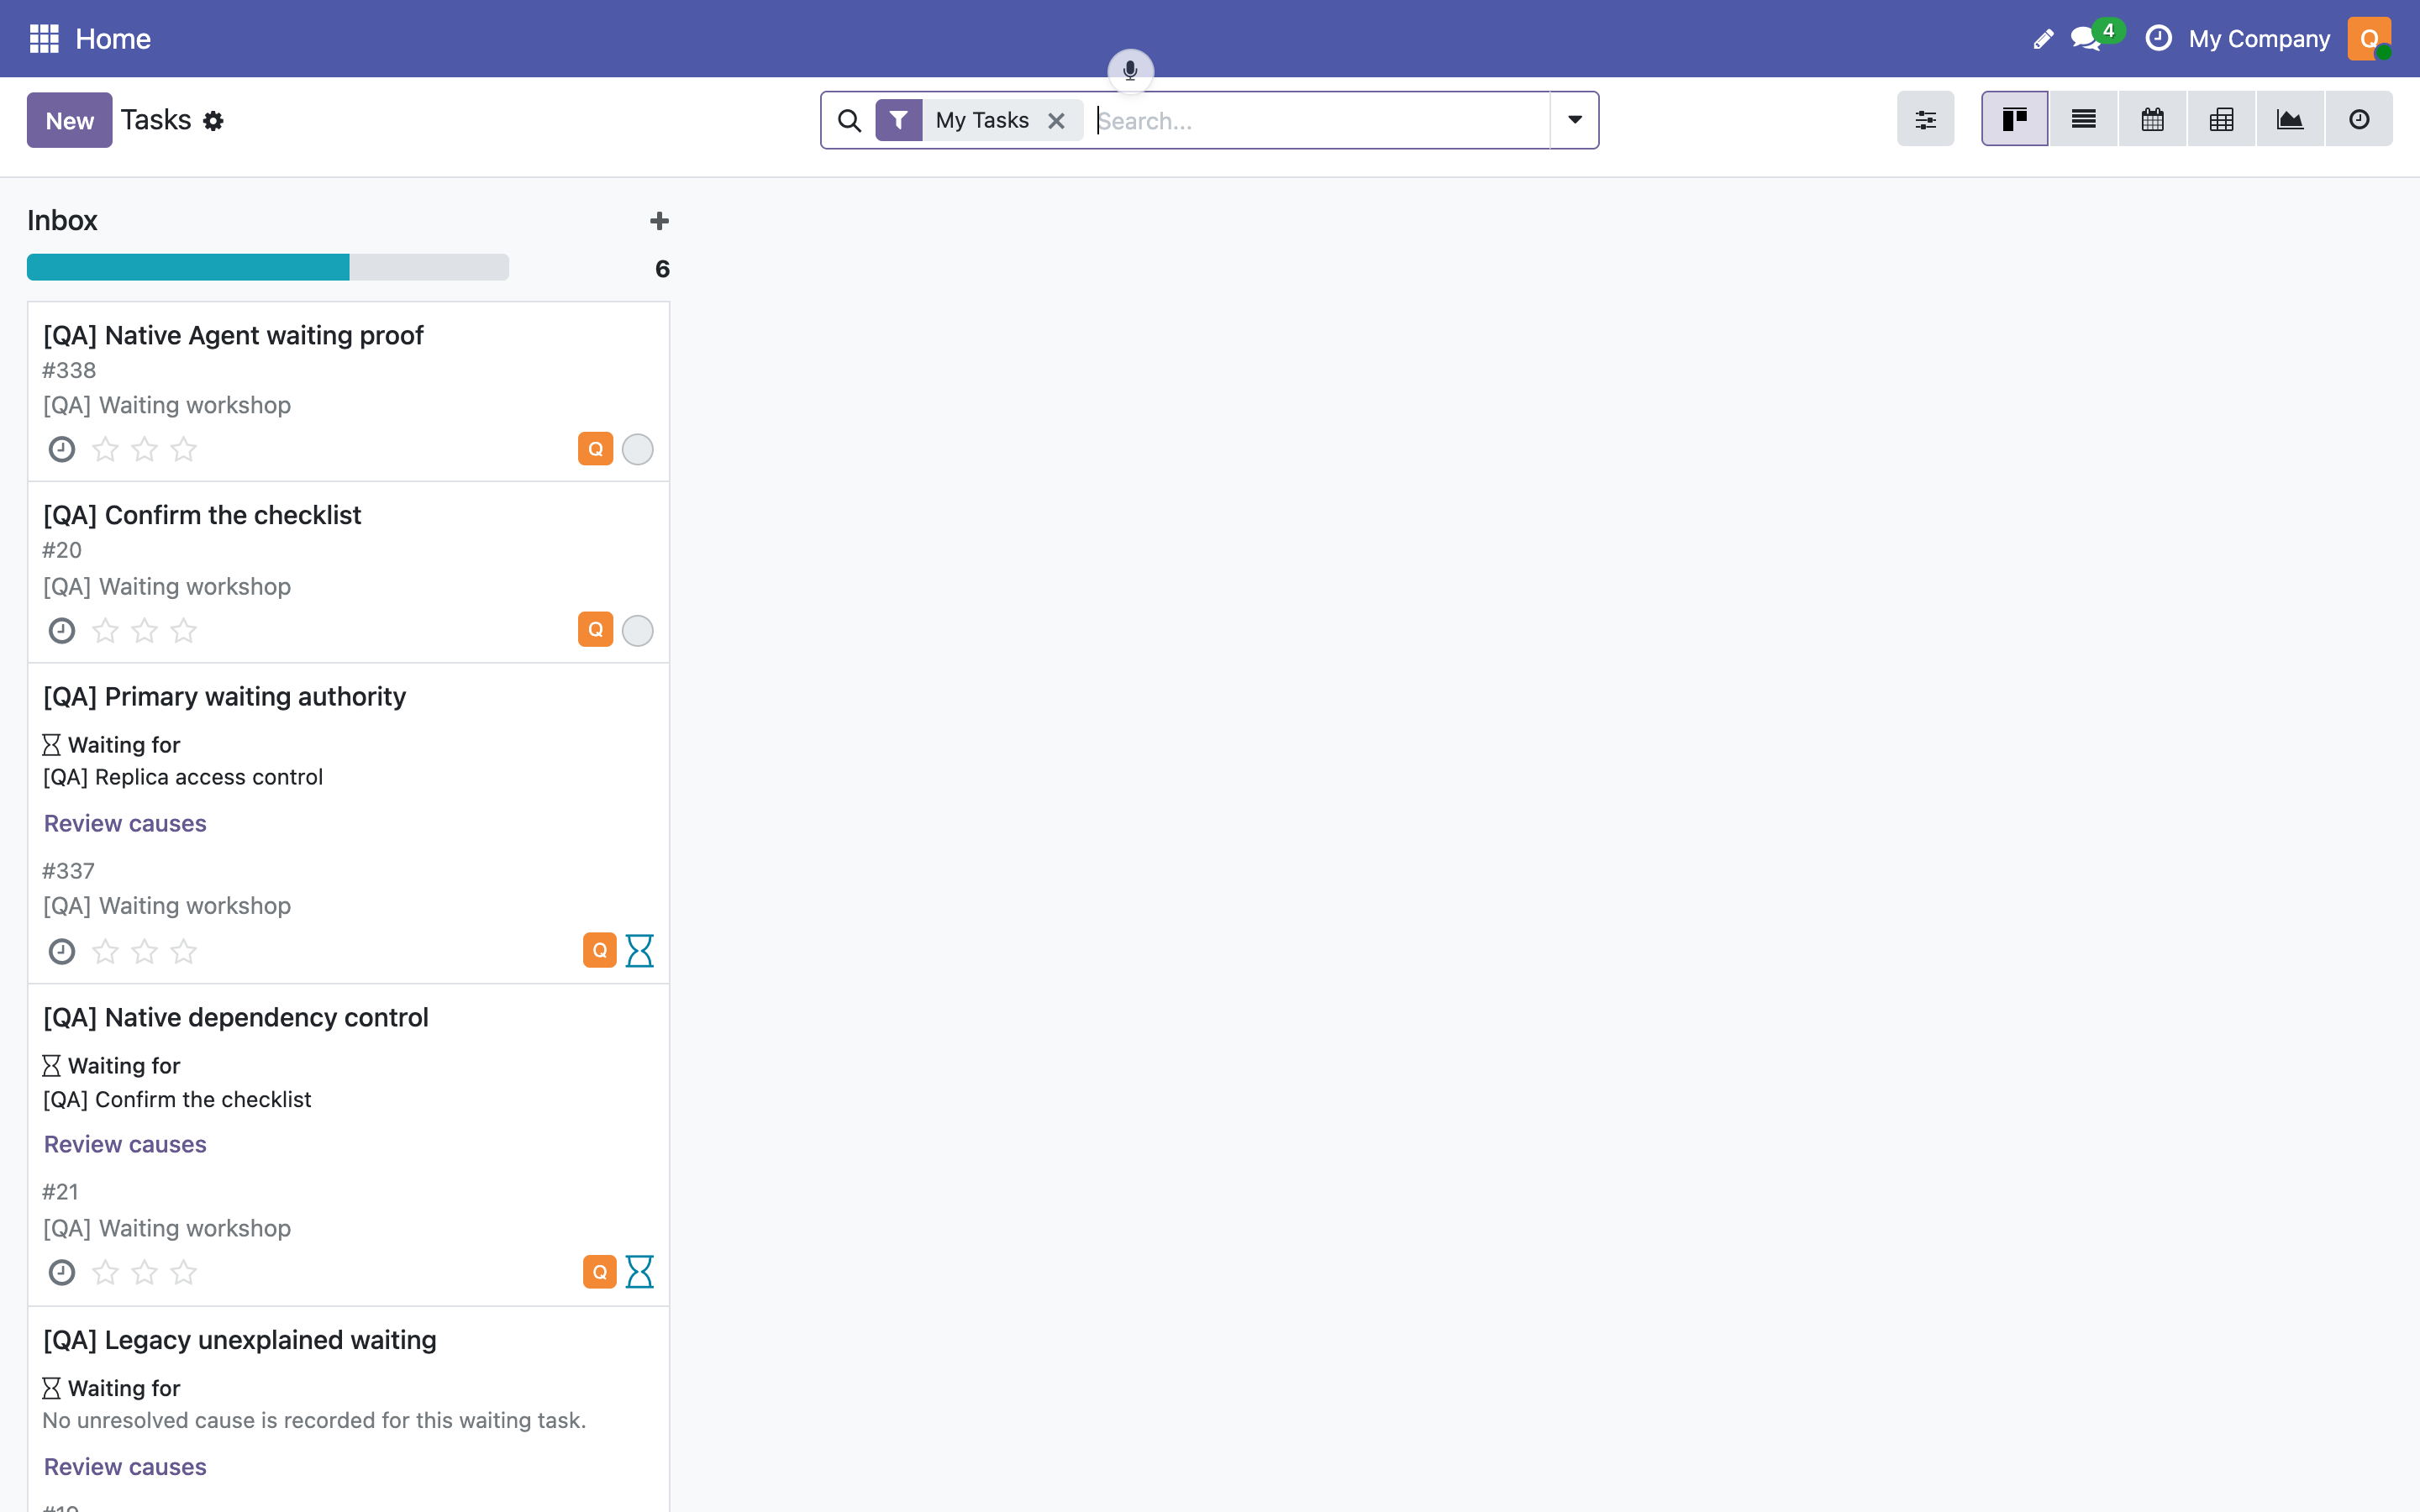 Home
4
My Company
Q
New
Tasks
My Tasks
Search...
Inbox
6
[QA] Native Agent waiting proof
#338
[QA] Waiting workshop
Q
[QA] Confirm the checklist
#20
[QA] Waiting workshop
Q
[QA] Primary waiting authority
Waiting for
[QA] Replica access control
Review causes
#337
[QA] Waiting workshop
Q
[QA] Native dependency control
Waiting for
[QA] Confirm the checklist
Review causes
#21
[QA] Waiting workshop
Q
[QA] Legacy unexplained waiting
Waiting for
No unresolved cause is recorded for this waiting task.
Review causes